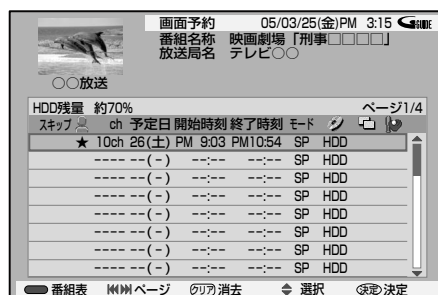 画面予約 05/03/25(金)PM 3:15 GGUIDE
番組名称 映画劇場「刑事□□□□」
放送局名 テレビ○○
○○放送
HDD残量 約70% ページ1/4
スキップ ch 予定日 開始時刻 終了時刻 モード
★ 10ch 26(土) PM 9:03 PM10:54 SP HDD
---- --(-) --:-- --:-- SP HDD
---- --(-) --:-- --:-- SP HDD
---- --(-) --:-- --:-- SP HDD
---- --(-) --:-- --:-- SP HDD
---- --(-) --:-- --:-- SP HDD
---- --(-) --:-- --:-- SP HDD
---- --(-) --:-- --:-- SP HDD
番組表 ページ クリア 消去 選択 決定 決定